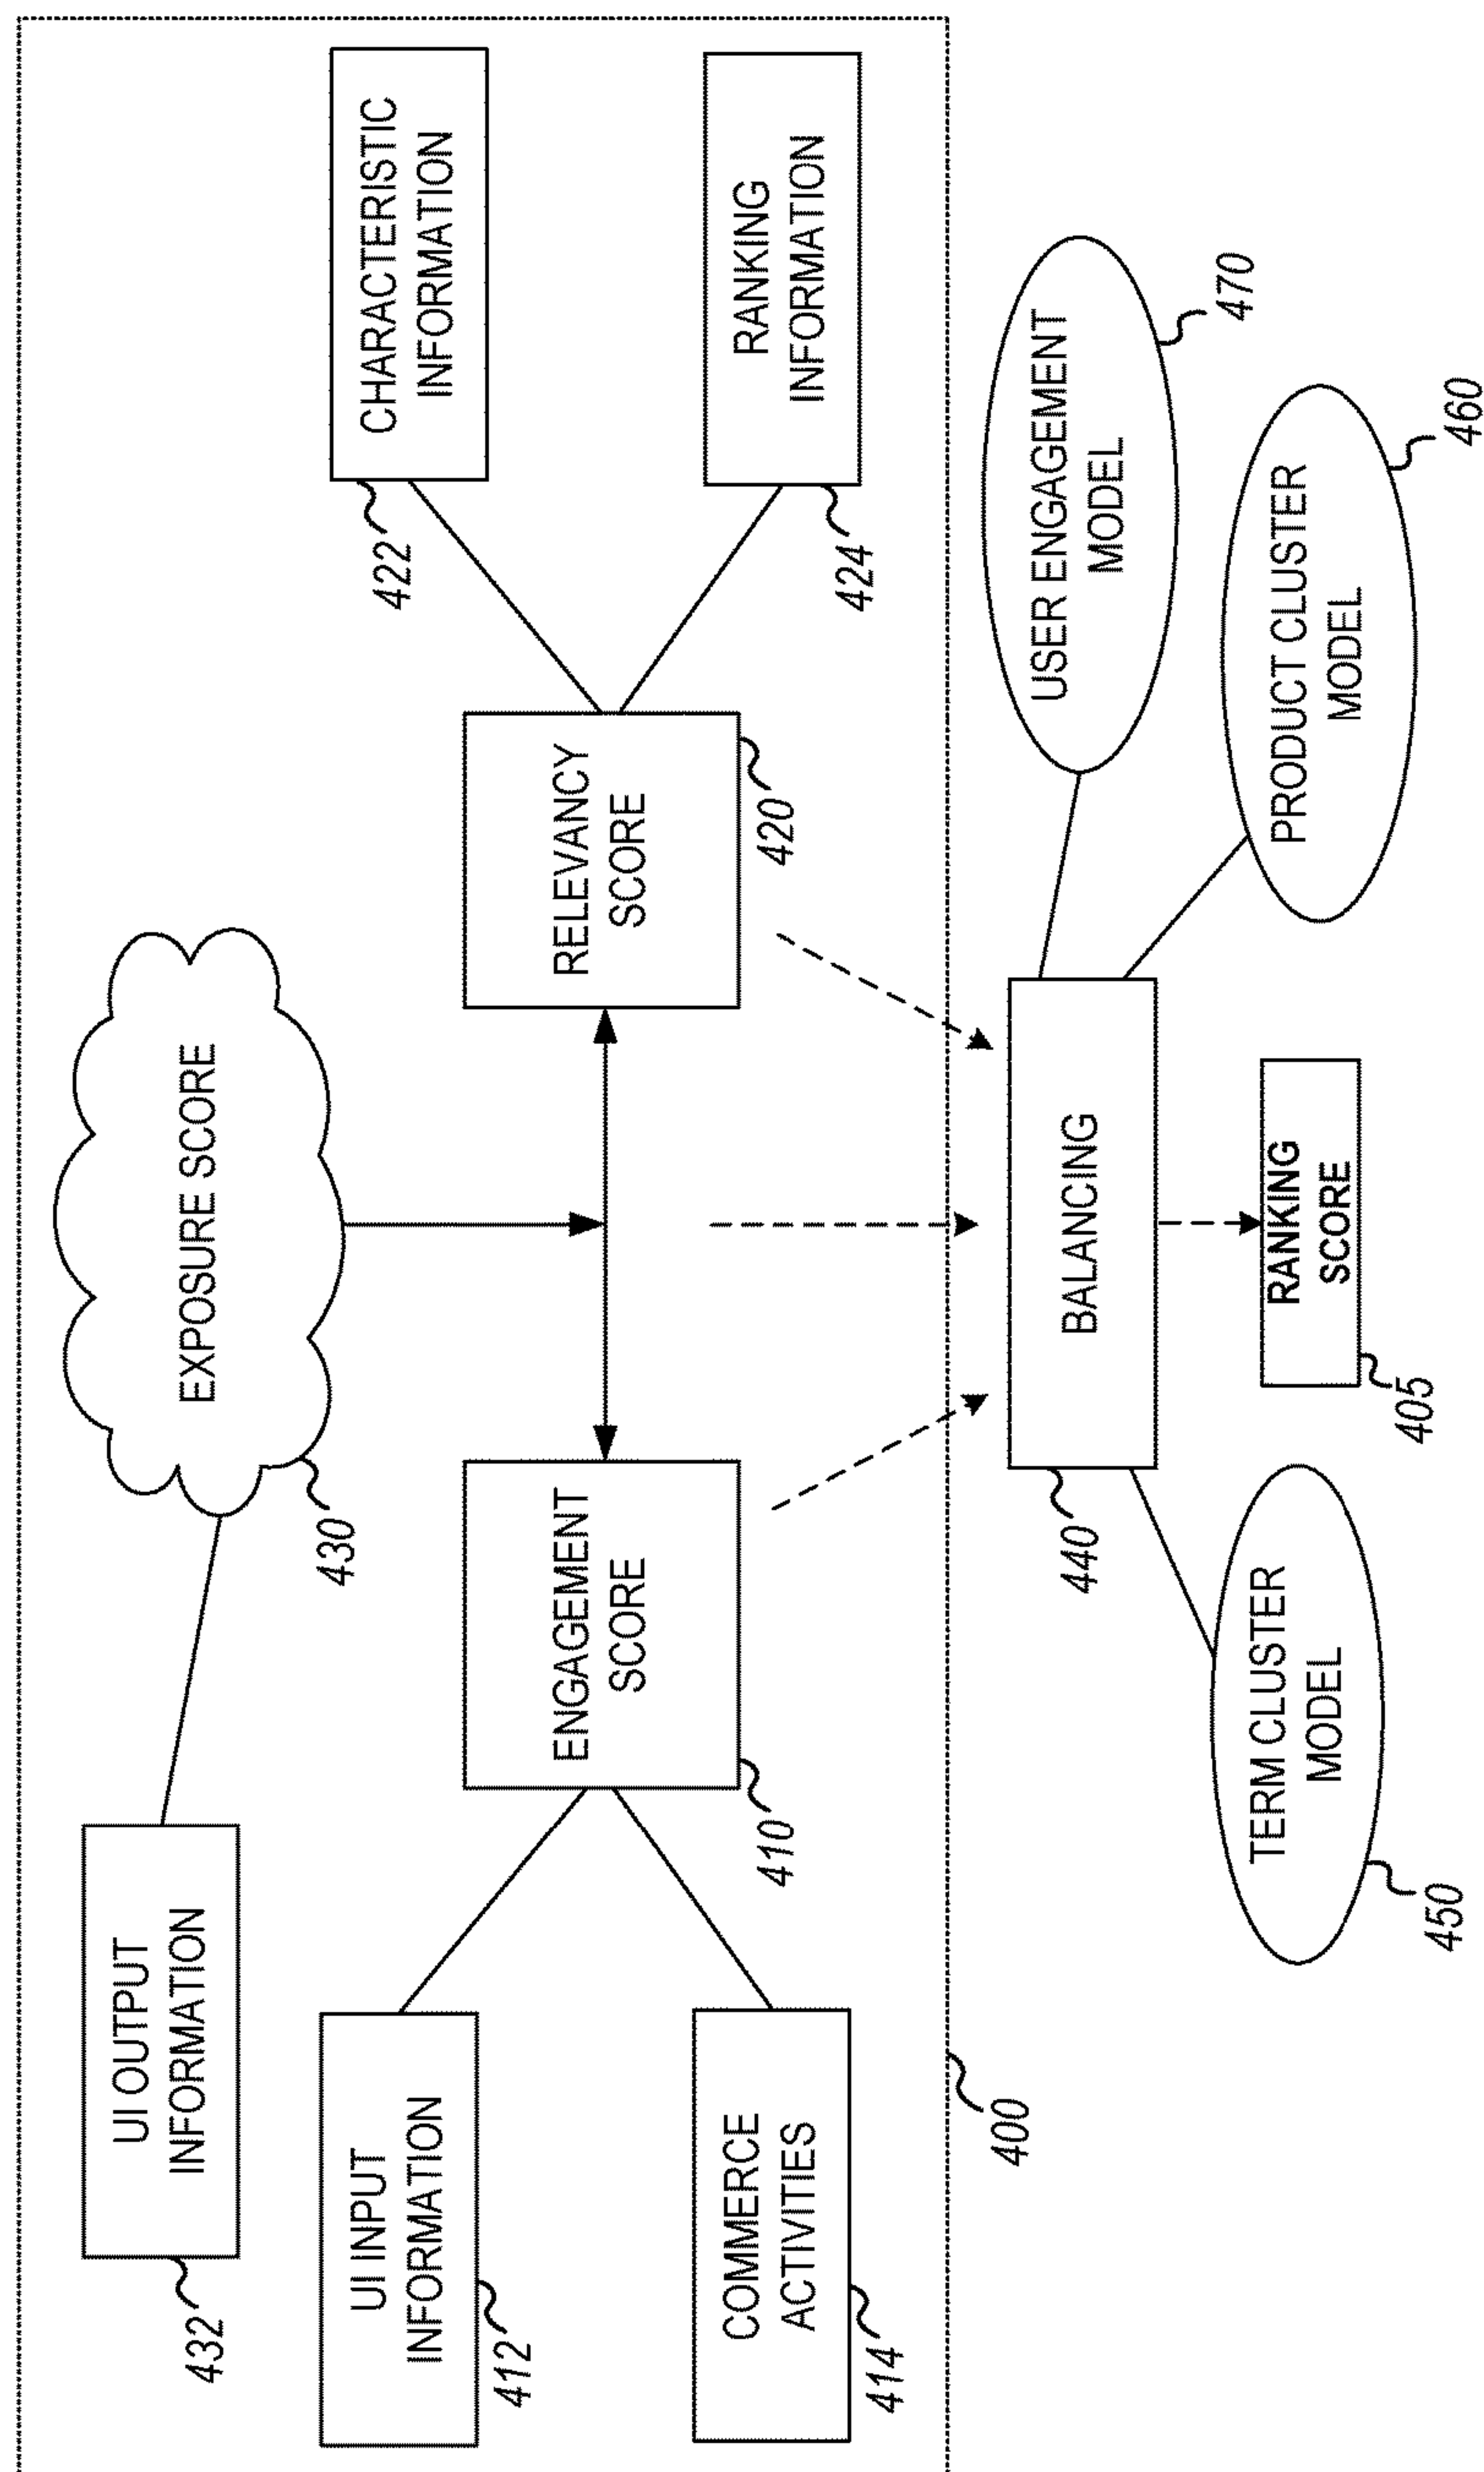 UI OUTPUT
INFORMATION
432
EXPOSURE SCORE
430
UI INPUT
INFORMATION
412
ENGAGEMENT
SCORE
410
RELEVANCY
SCORE
420
CHARACTERISTIC
INFORMATION
422
COMMERCE
ACTIVITIES
414
RANKING
INFORMATION
424
400
BALANCING
440
USER ENGAGEMENT
MODEL
470
TERM CLUSTER
MODEL
450
RANKING
SCORE
405
PRODUCT CLUSTER
MODEL
460